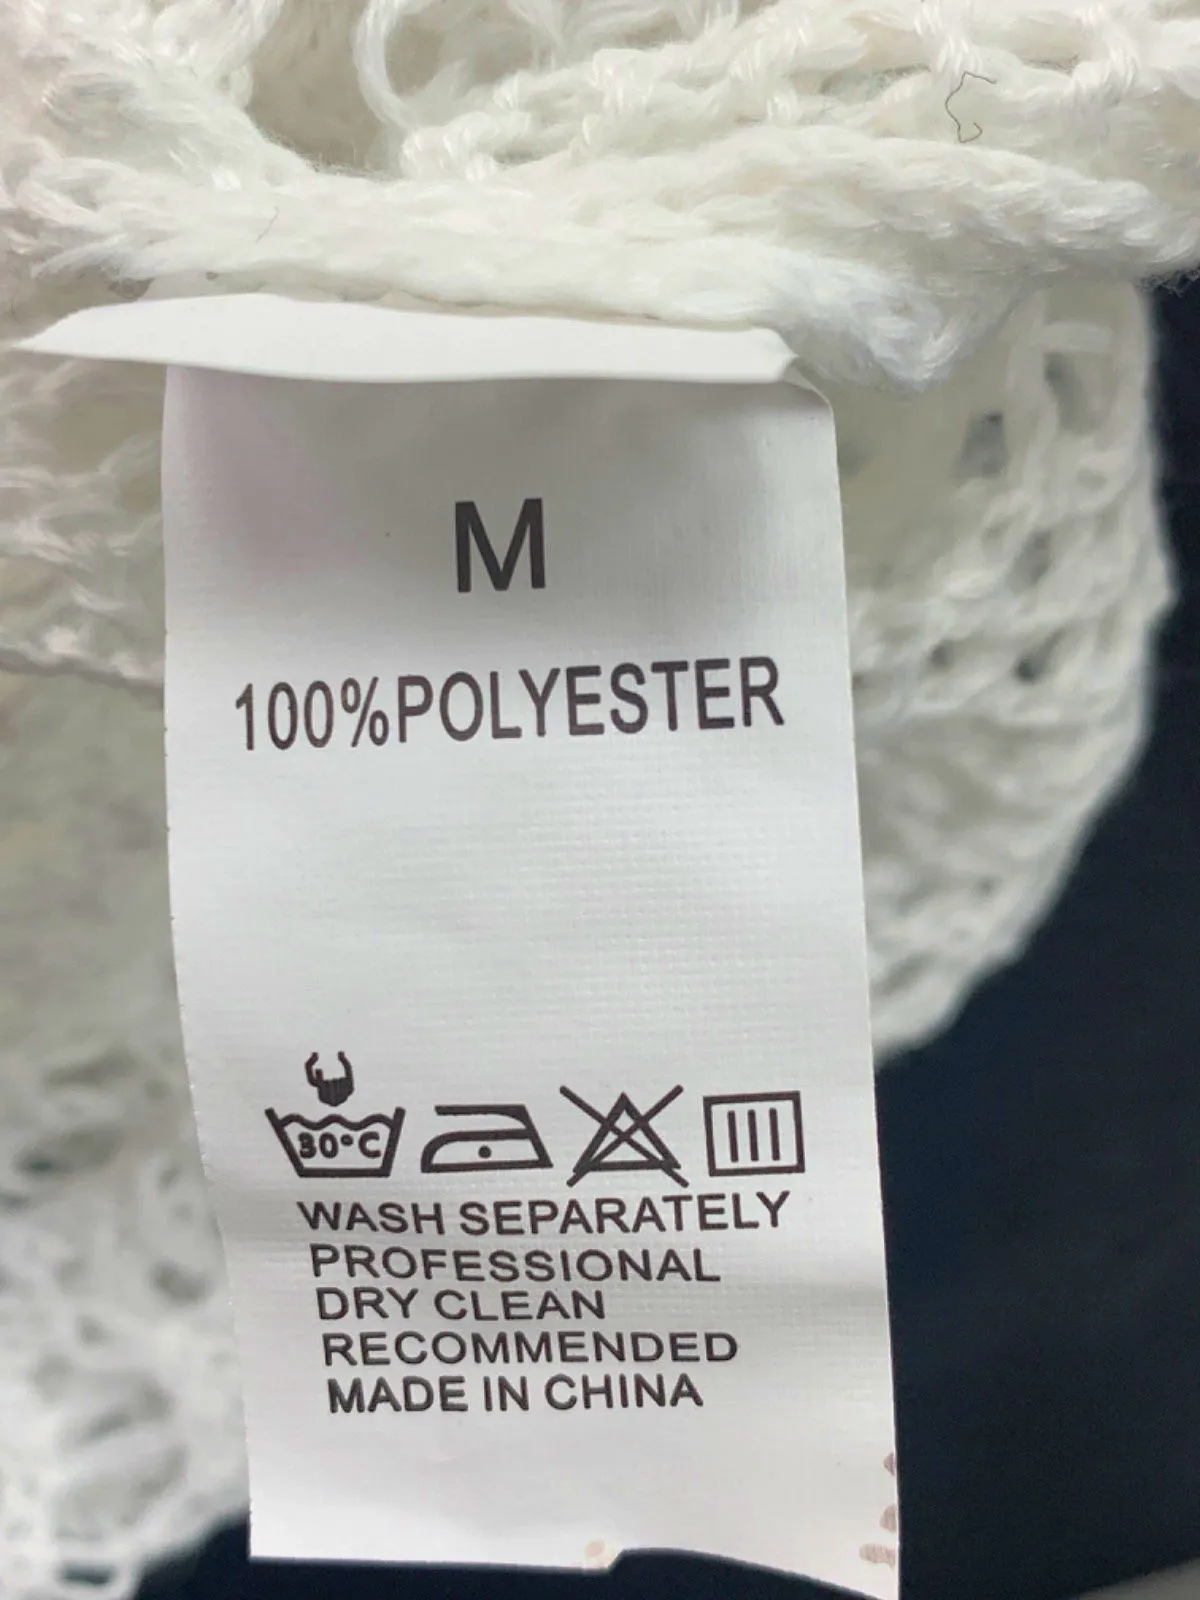 M
100%POLYESTER
30°C
WASH SEPARATELY
PROFESSIONAL
DRY CLEAN
RECOMMENDED
MADE IN CHINA